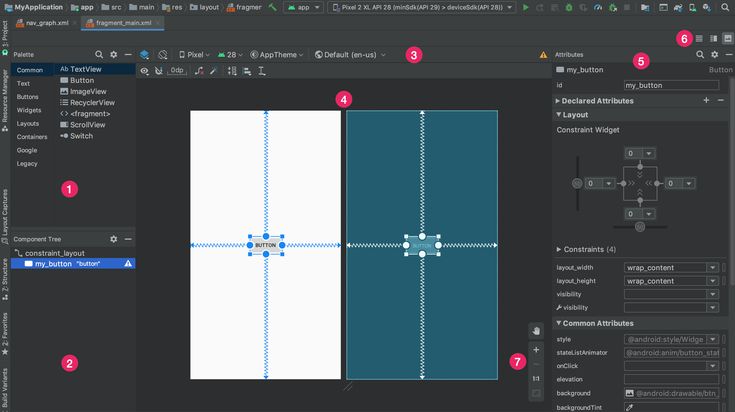 MyApplication app src main res layout fragmer app Pixel 2 XL API 28 (minSdk(API 29) > deviceSdk(API 28))
nav_graph.xml fragment_main.xml
6
Palette
Pixel 28 AppTheme Default (en-us) 3
Attributes 5
0dp
Common
Text
Buttons
Widgets
Layouts
Containers
Google
Legacy
Ab TextView
Button
ImageView
RecyclerView
<fragment>
ScrollView
Switch
1
Component Tree
constraint_layout
my_button "button"
2
4
BUTTON
BUTTON
7
1:1
my_button Button
id my_button
Declared Attributes
Layout
Constraint Widget
0
0 0
0
Constraints (4)
layout_width wrap_content
layout_height wrap_content
visibility
visibility
Common Attributes
style @android:style/Widge
stateListAnimator @android:anim/button_stat
onClick
elevation
background @android:drawable/btn_
backgroundTint
1: Project
Resource Manager
Layout Captures
Z: Structure
2: Favorites
Build Variants